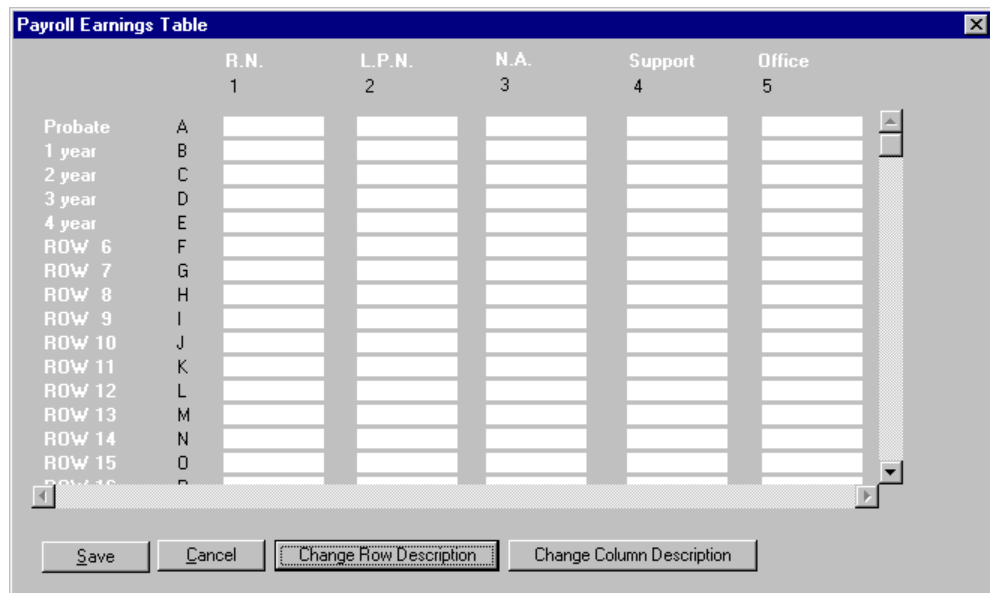 Payroll Earnings Table
R.N. L.P.N. N.A. Support Office
1 2 3 4 5
Probate A
1 year B
2 year C
3 year D
4 year E
ROW 6 F
ROW 7 G
ROW 8 H
ROW 9 I
ROW 10 J
ROW 11 K
ROW 12 L
ROW 13 M
ROW 14 N
ROW 15 O
Save Cancel Change Row Description Change Column Description